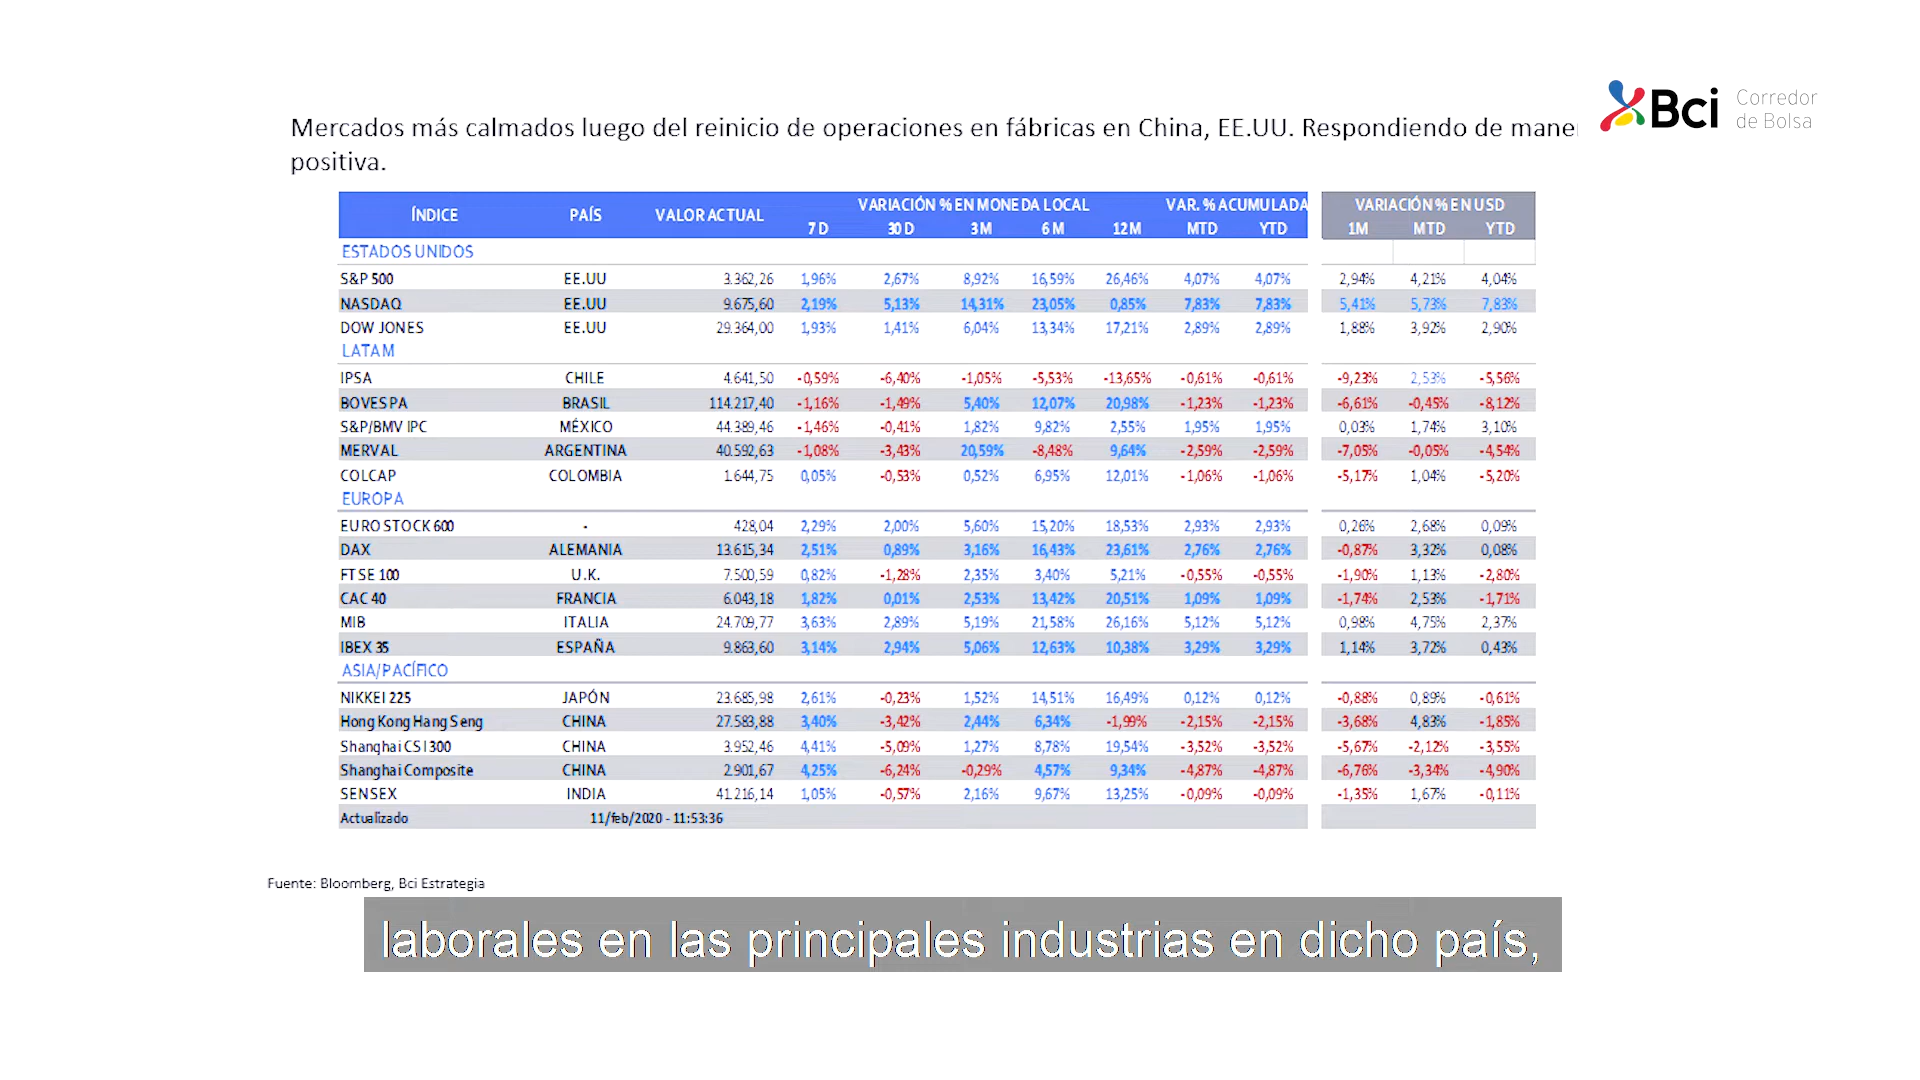 Bci Corredor
de Bolsa
Mercados más calmados luego del reinicio de operaciones en fábricas en China, EE.UU. Respondiendo de mane
positiva.
ÍNDICE PAÍS VALOR ACTUAL VARIACIÓN % EN MONEDA LOCAL VAR. % ACUMULADA VARIACIÓN % EN USD
7 D 30 D 3 M 6 M 12 M MTD YTD 1M MTD YTD
ESTADOS UNIDOS
S&P 500 EE.UU 3.362,26 1,96% 2,67% 8,92% 16,59% 26,46% 4,07% 4,07% 2,94% 4,21% 4,04%
NASDAQ EE.UU 9.675,60 2,19% 5,13% 14,31% 23,05% 0,85% 7,83% 7,83% 5,41% 5,73% 7,83%
DOW JONES EE.UU 29.364,00 1,93% 1,41% 6,04% 13,34% 17,21% 2,89% 2,89% 1,88% 3,92% 2,90%
LATAM
IPSA CHILE 4.641,50 -0,59% -6,40% -1,05% -5,53% -13,65% -0,61% -0,61% -9,23% 2,53% -5,56%
BOVESPA BRASIL 114.217,40 -1,16% -1,49% 5,40% 12,07% 20,98% -1,23% -1,23% -6,61% -0,45% -8,12%
S&P/BMV IPC MÉXICO 44.389,46 -1,46% -0,41% 1,82% 9,82% 2,55% 1,95% 1,95% 0,03% 1,74% 3,10%
MERVAL ARGENTINA 40.592,63 -1,08% -3,43% 20,59% -8,48% 9,64% -2,59% -2,59% -7,05% -0,05% -4,54%
COLCAP COLOMBIA 1.644,75 0,05% -0,53% 0,52% 6,95% 12,01% -1,06% -1,06% -5,17% 1,04% -5,20%
EUROPA
EURO STOCK 600 - 428,04 2,29% 2,00% 5,60% 15,20% 18,53% 2,93% 2,93% 0,26% 2,68% 0,09%
DAX ALEMANIA 13.615,34 2,51% 0,89% 3,16% 16,43% 23,61% 2,76% 2,76% -0,87% 3,32% 0,08%
FTSE 100 U.K. 7.500,59 0,82% -1,28% 2,35% 3,40% 5,21% -0,55% -0,55% -1,90% 1,13% -2,80%
CAC 40 FRANCIA 6.043,18 1,82% 0,01% 2,53% 13,42% 20,51% 1,09% 1,09% -1,74% 2,53% -1,71%
MIB ITALIA 24.709,77 3,63% 2,89% 5,19% 21,58% 26,16% 5,12% 5,12% 0,98% 4,75% 2,37%
IBEX 35 ESPAÑA 9.863,60 3,14% 2,94% 5,06% 12,63% 10,38% 3,29% 3,29% 1,14% 3,72% 0,43%
ASIA/PACÍFICO
NIKKEI 225 JAPÓN 23.685,98 2,61% -0,23% 1,52% 14,51% 16,49% 0,12% 0,12% -0,88% 0,89% -0,61%
Hong Kong Hang Seng CHINA 27.583,88 3,40% -3,42% 2,44% 6,34% -1,99% -2,15% -2,15% -3,68% 4,83% -1,85%
Shanghai CSI 300 CHINA 3.952,46 4,41% -5,09% 1,27% 8,78% 19,54% -3,52% -3,52% -5,67% -2,12% -3,55%
Shanghai Composite CHINA 2.901,67 4,25% -6,24% -0,29% 4,57% 9,34% -4,87% -4,87% -6,76% -3,34% -4,90%
SENSEX INDIA 41.216,14 1,05% -0,57% 2,16% 9,67% 13,25% -0,09% -0,09% -1,35% 1,67% -0,11%
Actualizado 11/feb/2020 - 11:53:36
Fuente: Bloomberg, Bci Estrategia
laborales en las principales industrias en dicho país,